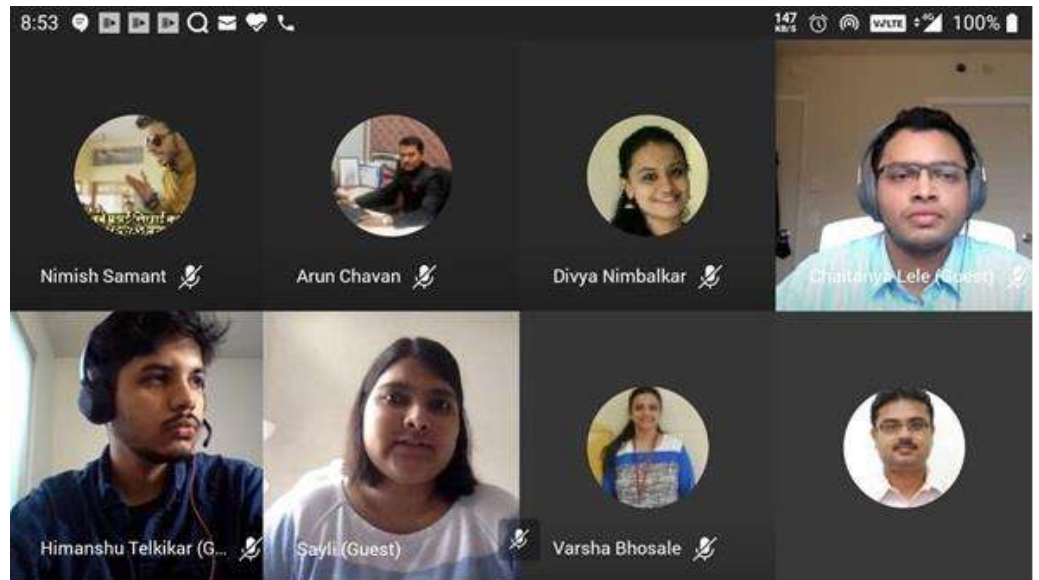 8:53
147
KB/S
VoLTE
4G
100%
Nimish Samant
Arun Chavan
Divya Nimbalkar
Chaitanya Lele (Guest)
Himanshu Telkikar (G...
Sayli (Guest)
Varsha Bhosale